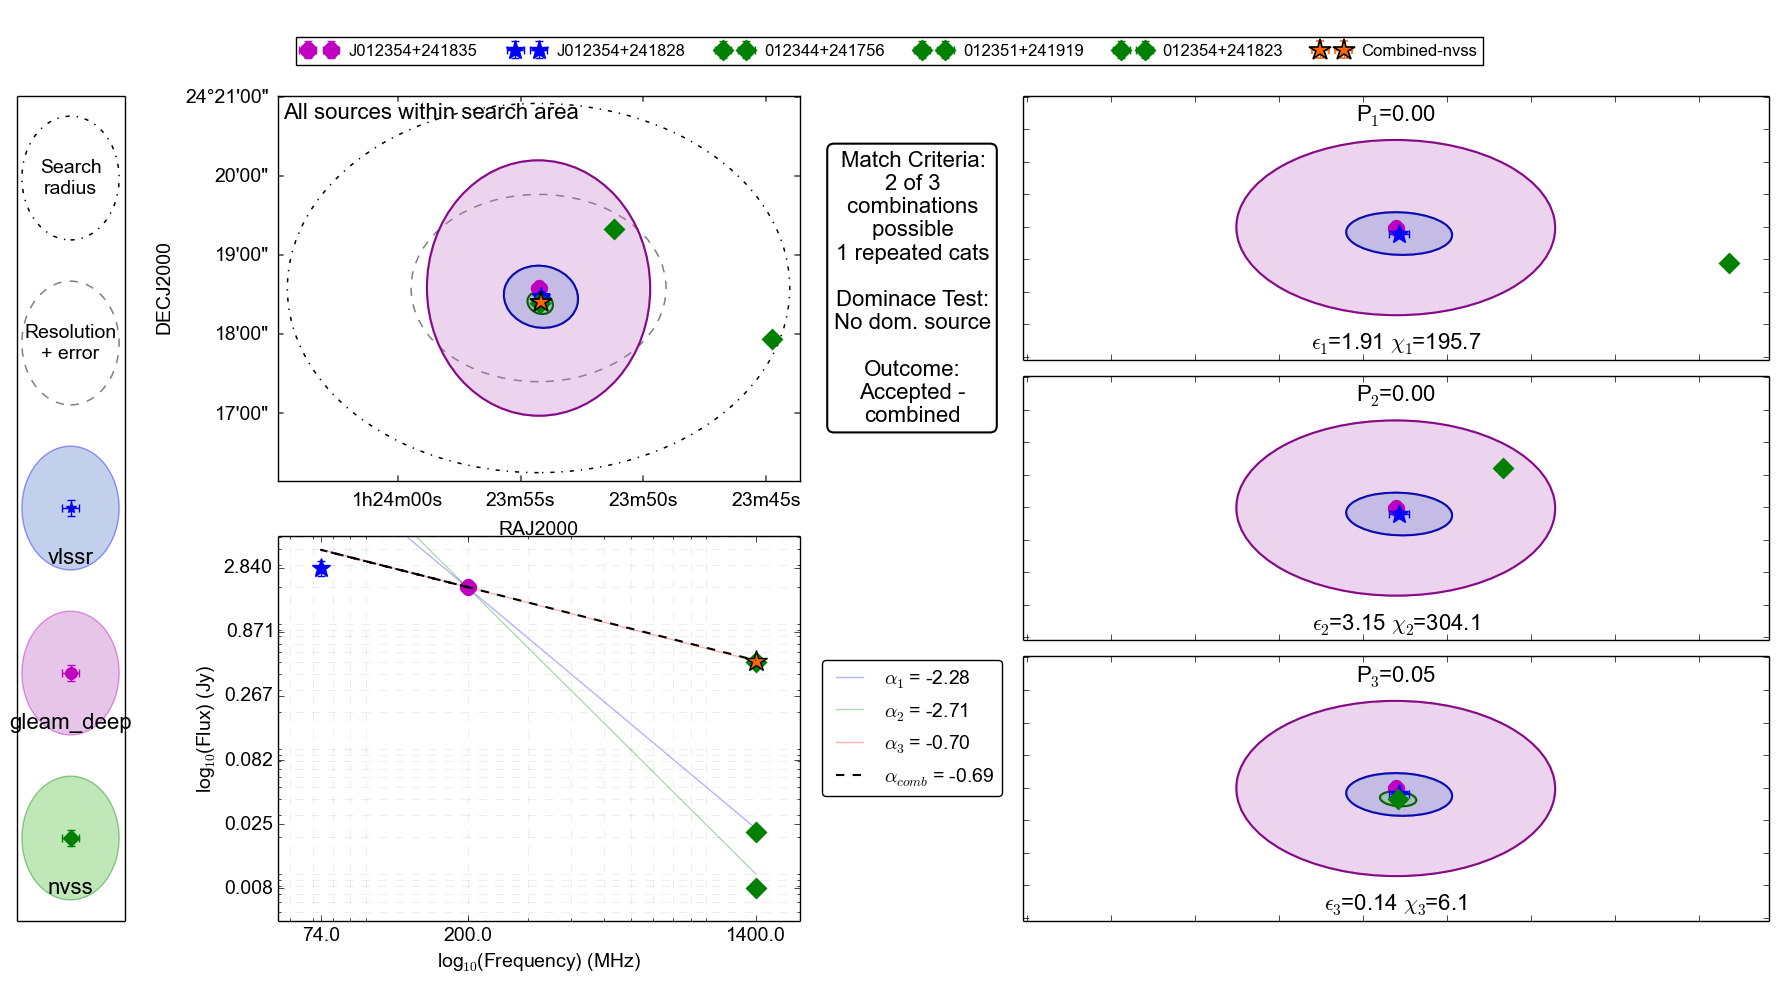 J012354+241835 J012354+241828 012344+241756 012351+241919 012354+241823 Combined-nvss
Search
radius
Resolution
+ error
vlssr
gleam_deep
nvss
All sources within search area
24°21'00"
20'00"
19'00"
18'00"
17'00"
DECJ2000
1h24m00s 23m55s 23m50s 23m45s
RAJ2000
Match Criteria:
2 of 3
combinations
possible
1 repeated cats
Dominace Test:
No dom. source
Outcome:
Accepted -
combined
2.840
0.871
0.267
0.082
0.025
0.008
log₁₀(Flux) (Jy)
74.0 200.0 1400.0
log₁₀(Frequency) (MHz)
α₁ = -2.28
α₂ = -2.71
α₃ = -0.70
α_comb = -0.69
P₁=0.00
ϵ₁=1.91 χ₁=195.7
P₂=0.00
ϵ₂=3.15 χ₂=304.1
P₃=0.05
ϵ₃=0.14 χ₃=6.1